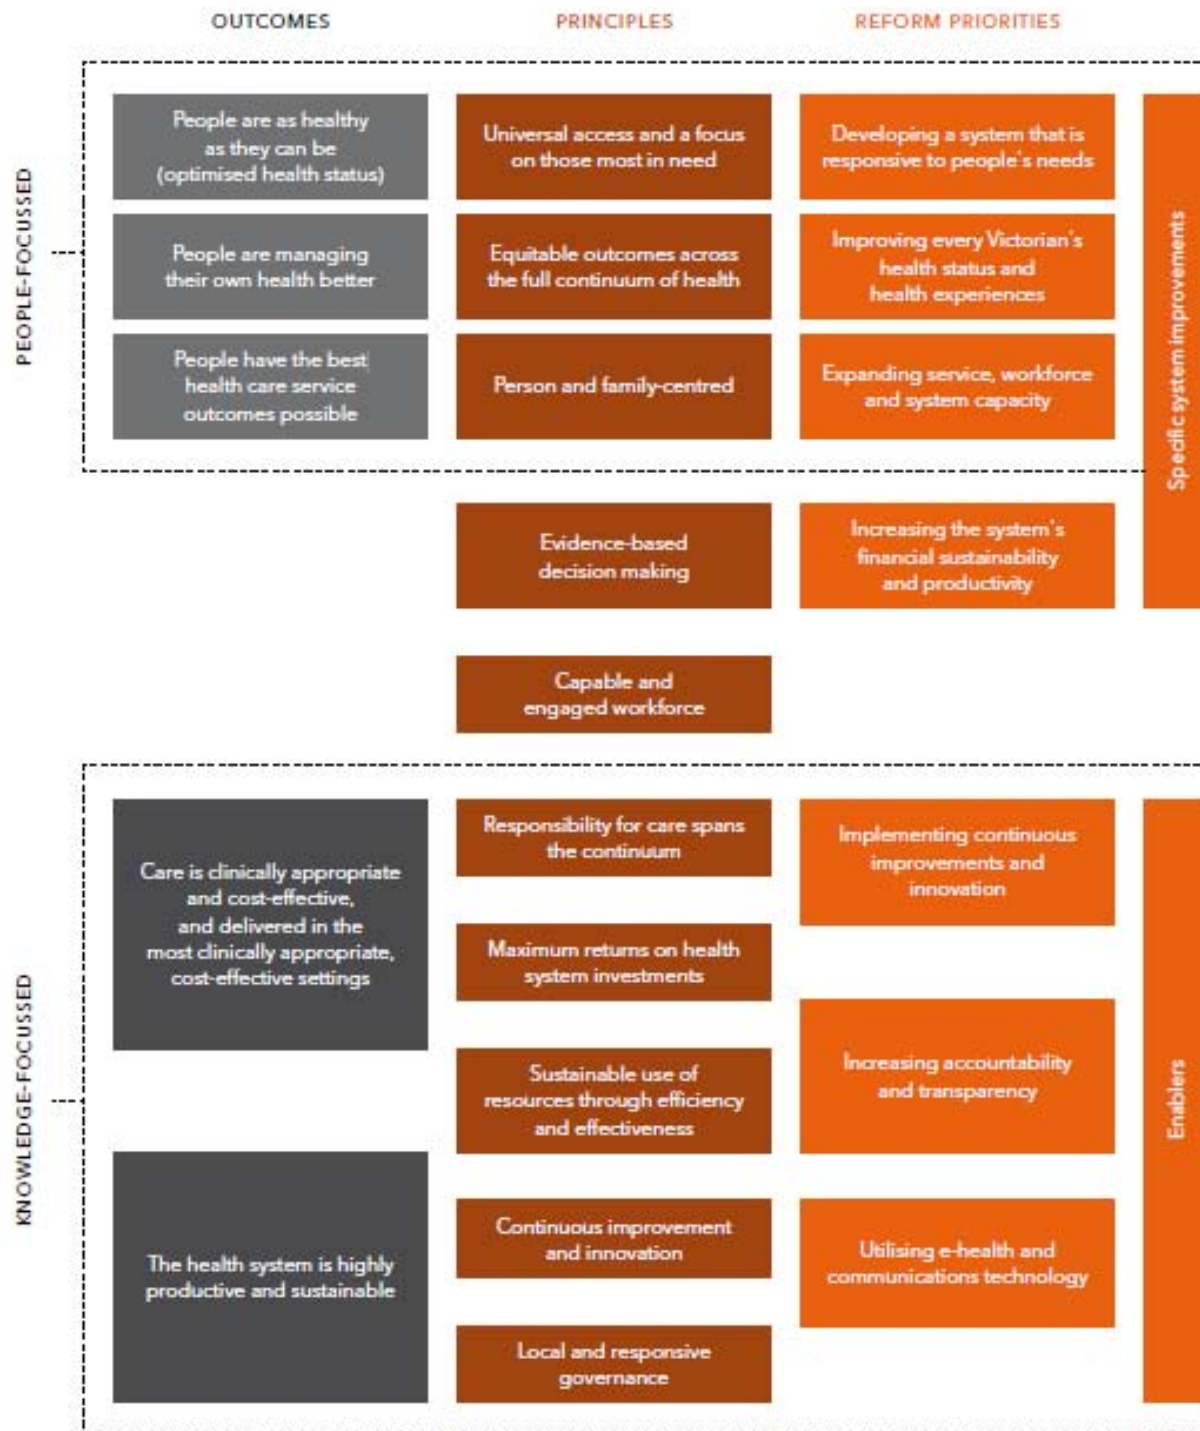 OUTCOMES
PRINCIPLES
REFORM PRIORITIES
PEOPLE-FOCUSSED
People are as healthy
as they can be
(optimised health status)
Universal access and a focus
on those most in need
Developing a system that is
responsive to people's needs
People are managing
their own health better
Equitable outcomes across
the full continuum of health
Improving every Victorian's
health status and
health experiences
People have the best
health care service
outcomes possible
Person and family-centred
Expanding service, workforce
and system capacity
Specific system improvements
Evidence-based
decision making
Increasing the system's
financial sustainability
and productivity
Capable and
engaged workforce
KNOWLEDGE-FOCUSSED
Care is clinically appropriate
and cost-effective,
and delivered in the
most clinically appropriate,
cost-effective settings
Responsibility for care spans
the continuum
Implementing continuous
improvements and
innovation
Maximum returns on health
system investments
Sustainable use of
resources through efficiency
and effectiveness
Increasing accountability
and transparency
Enablers
The health system is highly
productive and sustainable
Continuous improvement
and innovation
Utilising e-health and
communications technology
Local and responsive
governance